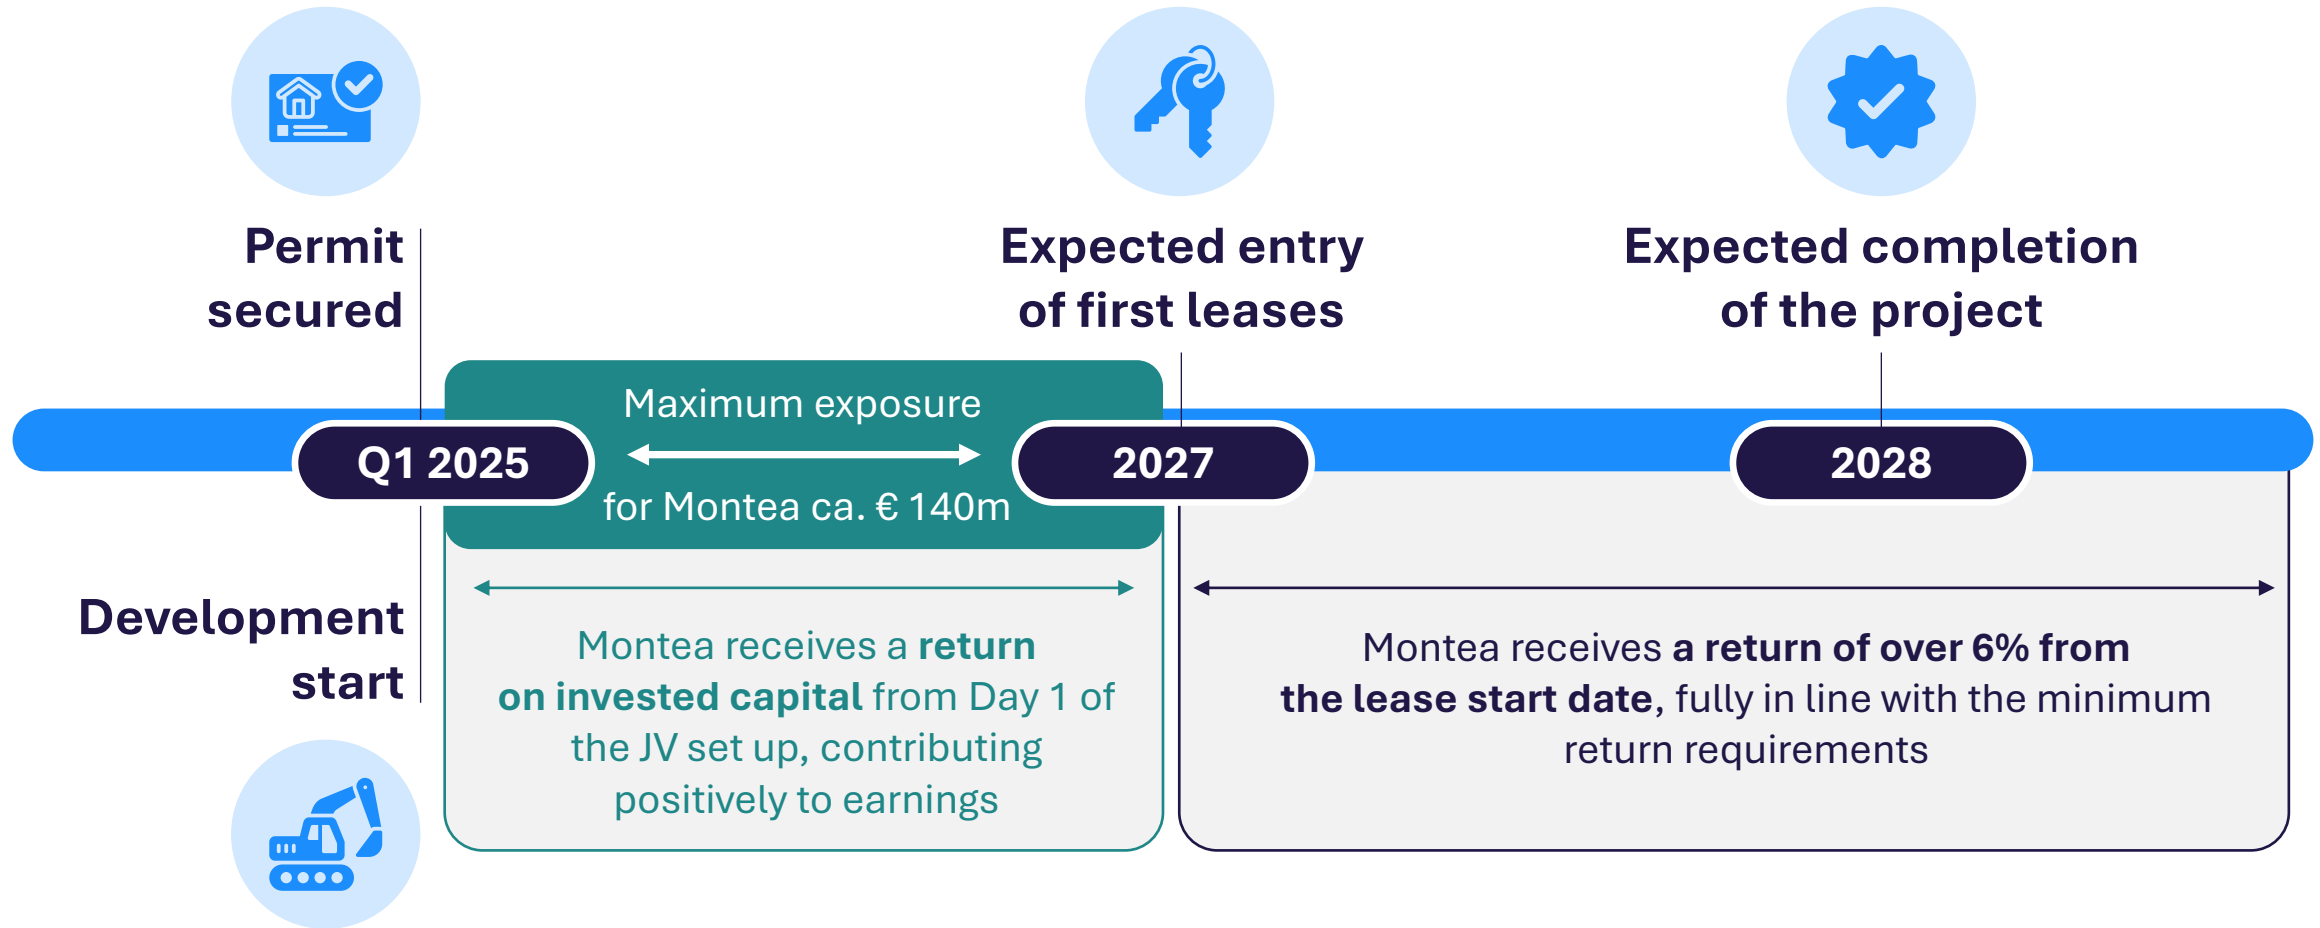 Permit
secured
Expected entry
of first leases
Expected completion
of the project
Maximum exposure
Q1 2025
2027
2028
for Montea ca. € 140m
Development
start
Montea receives a return
on invested capital from Day 1 of
the JV set up, contributing
positively to earnings
Montea receives a return of over 6% from
the lease start date, fully in line with the minimum
return requirements